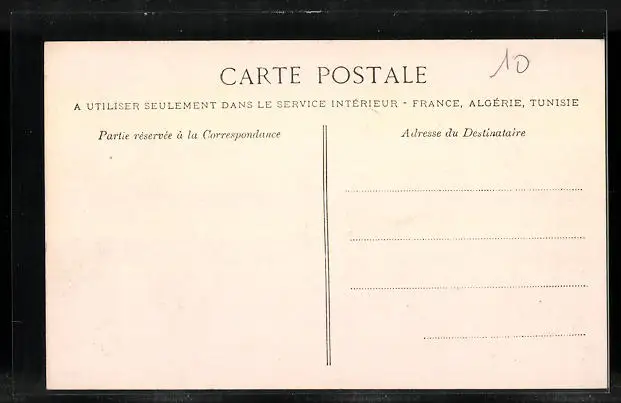 10
CARTE POSTALE
A UTILISER SEULEMENT DANS LE SERVICE INTÉRIEUR - FRANCE, ALGÉRIE, TUNISIE
Partie réservée à la Correspondance
Adresse du Destinataire